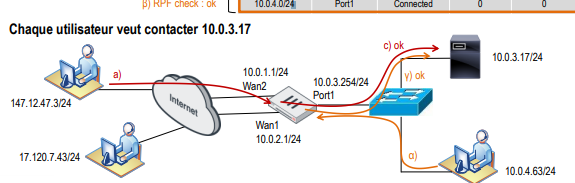 β) RPF check : ok 10.0.4.0/24 Port1 Connected 0 0
Chaque utilisateur veut contacter 10.0.3.17
c) ok
10.0.3.17/24
a)
10.0.1.1/24
Wan2
10.0.3.254/24
Port1
γ) ok
Internet
147.12.47.3/24
Wan1
10.0.2.1/24
17.120.7.43/24
α)
10.0.4.63/24